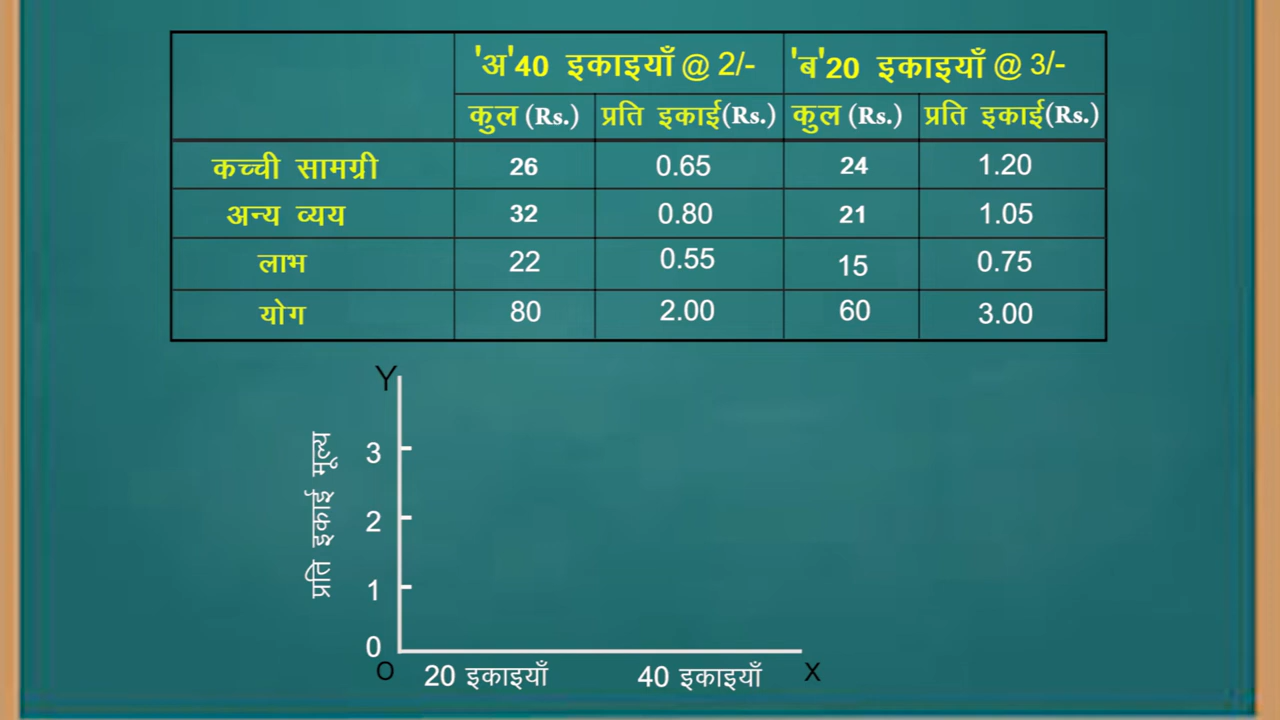 'अ'40 इकाइयाँ @ 2/- 'ब'20 इकाइयाँ @ 3/-
कुल (Rs.) प्रति इकाई(Rs.) कुल (Rs.) प्रति इकाई(Rs.)
कच्ची सामग्री 26 0.65 24 1.20
अन्य व्यय 32 0.80 21 1.05
लाभ 22 0.55 15 0.75
योग 80 2.00 60 3.00
Y
प्रति इकाई मूल्य
3
2
1
0
O 20 इकाइयाँ 40 इकाइयाँ X